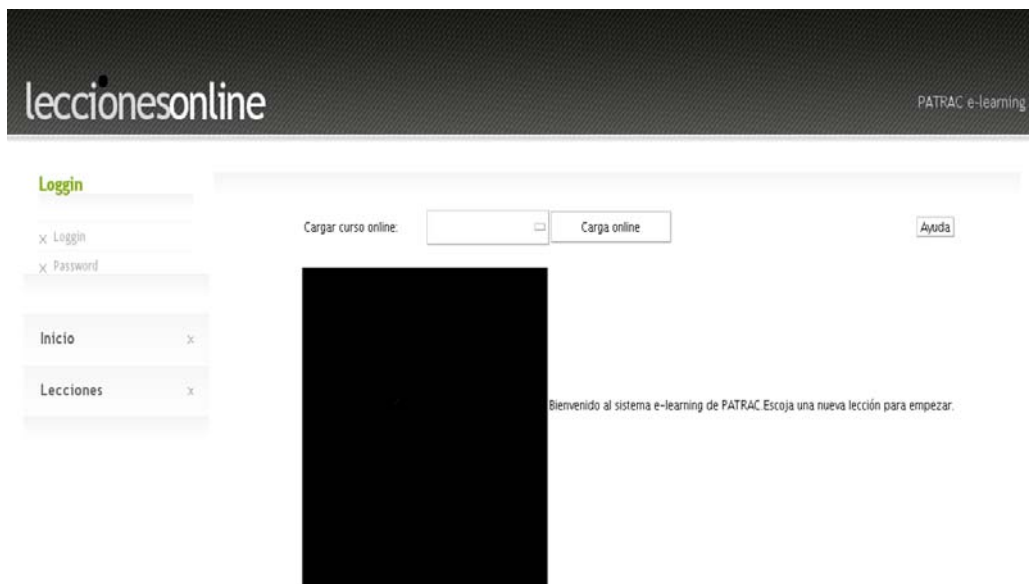 leccionesonline
PATRAC e-learning
Loggin
Cargar curso online:
Carga online
Ayuda
x Loggin
x Password
Inicio x
Lecciones x
Bienvenido al sistema e-learning de PATRAC.Escoja una nueva lección para empezar.